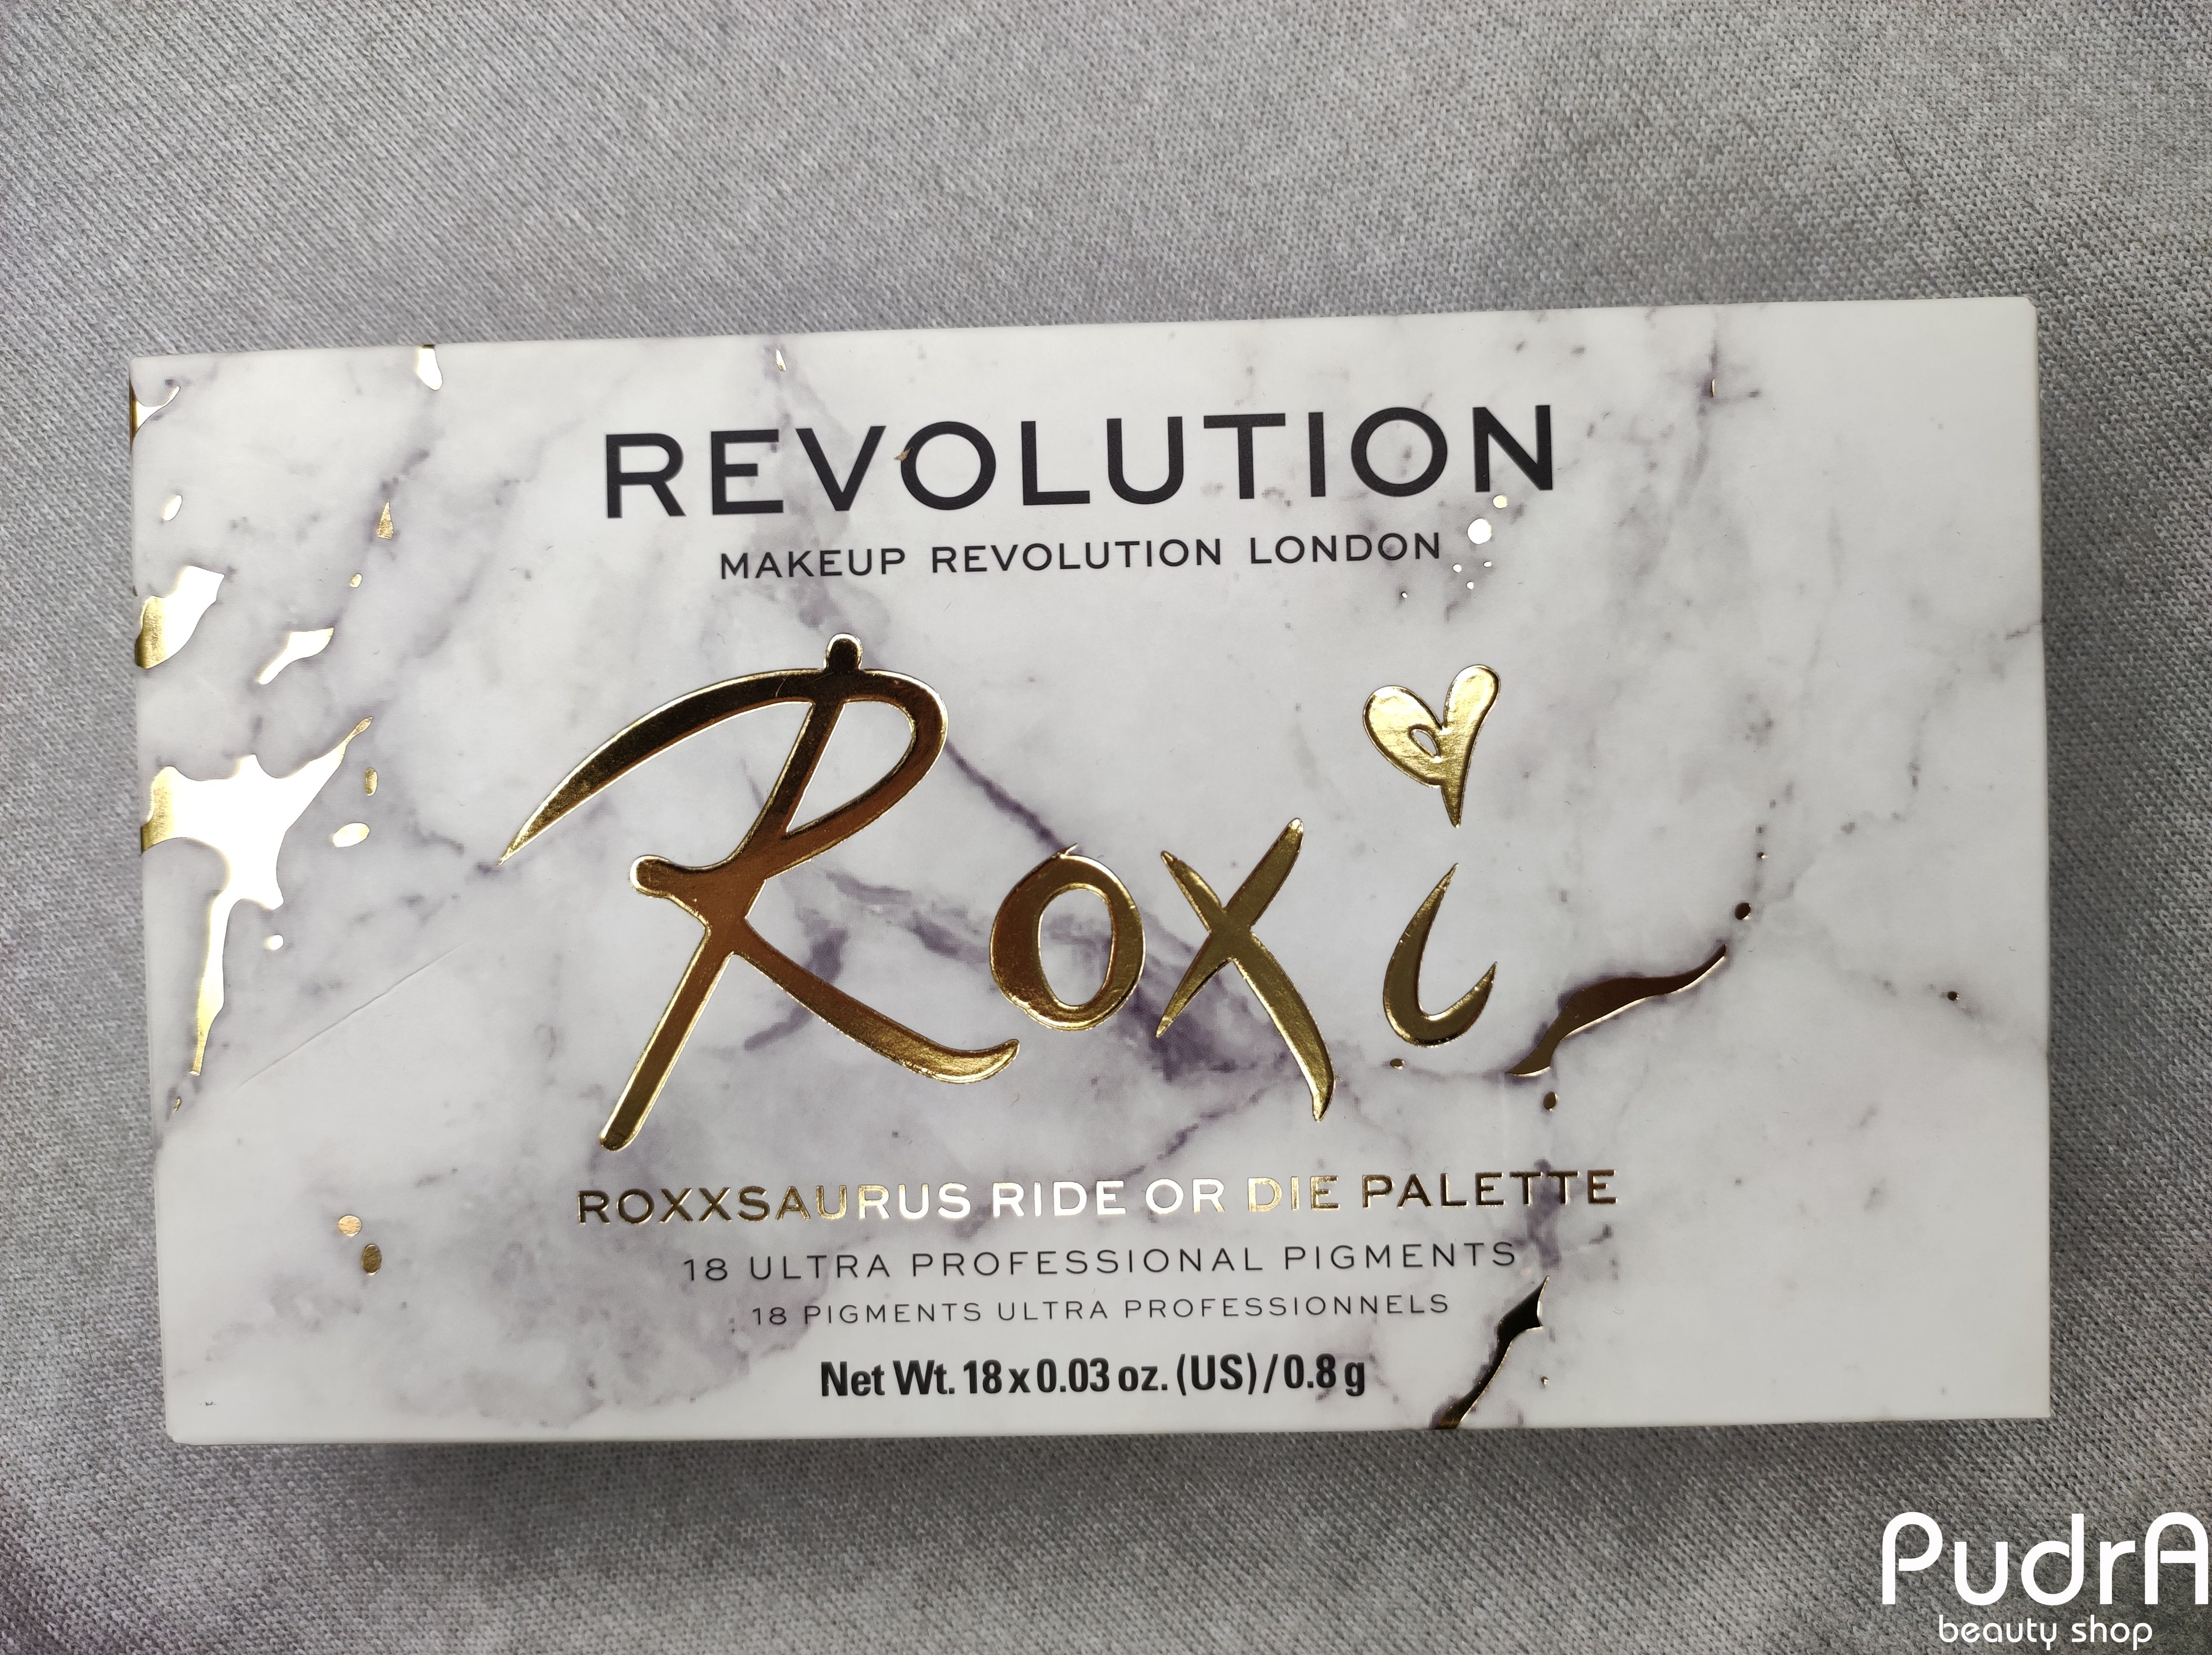 REVOLUTION
MAKEUP REVOLUTION LONDON
Roxi
ROXXSAURUS RIDE OR DIE PALETTE
18 ULTRA PROFESSIONAL PIGMENTS
18 PIGMENTS ULTRA PROFESSIONNELS
Net Wt. 18 x 0.03 oz. (US) / 0.8 g
PudrA
beauty shop